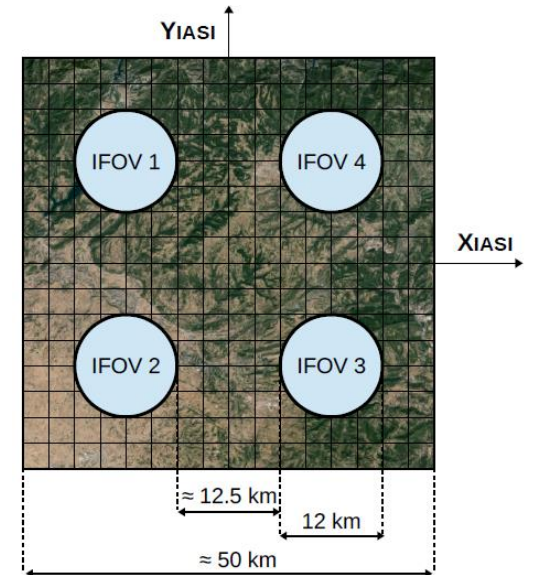 YIASI
IFOV 1
IFOV 4
XIASI
IFOV 2
IFOV 3
≈ 12.5 km
12 km
≈ 50 km